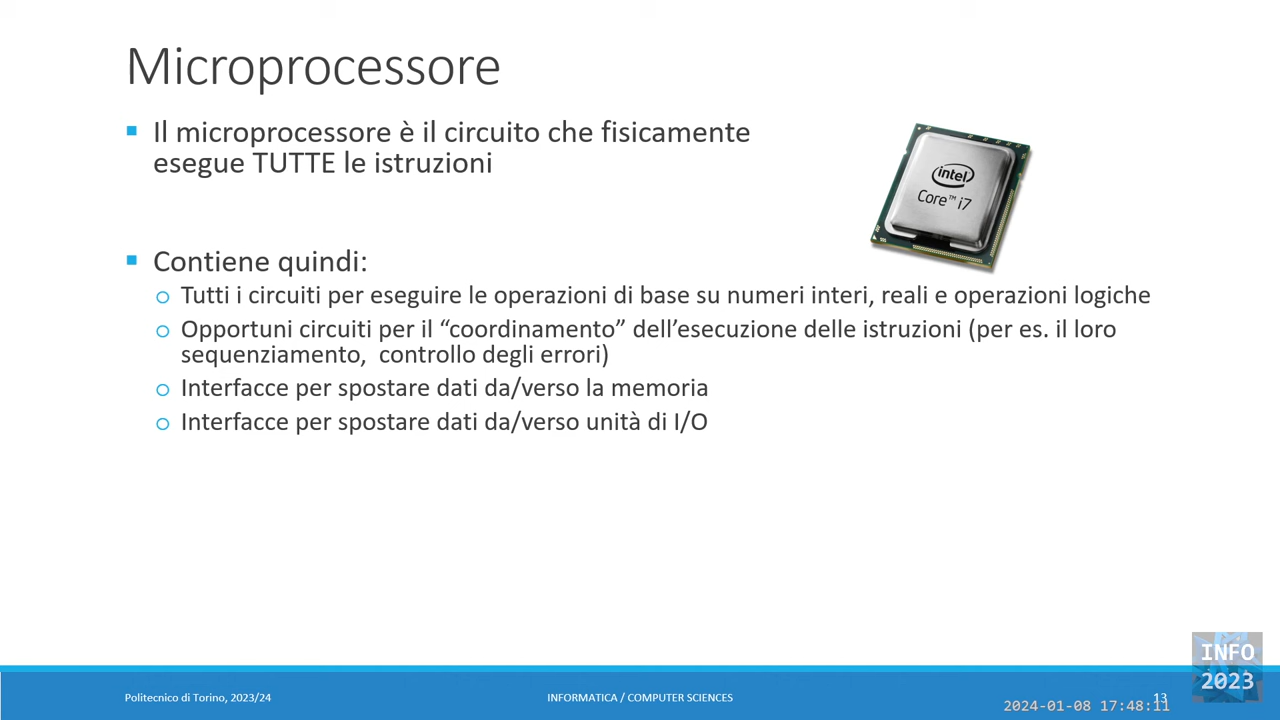 Microprocessore
Il microprocessore è il circuito che fisicamente
esegue TUTTE le istruzioni
intel
Core™ i7
Contiene quindi:
Tutti i circuiti per eseguire le operazioni di base su numeri interi, reali e operazioni logiche
Opportuni circuiti per il “coordinamento” dell’esecuzione delle istruzioni (per es. il loro
sequenziamento,  controllo degli errori)
Interfacce per spostare dati da/verso la memoria
Interfacce per spostare dati da/verso unità di I/O
Politecnico di Torino, 2023/24
INFORMATICA / COMPUTER SCIENCES
13
INFO
2023
2024-01-08 17:48:11